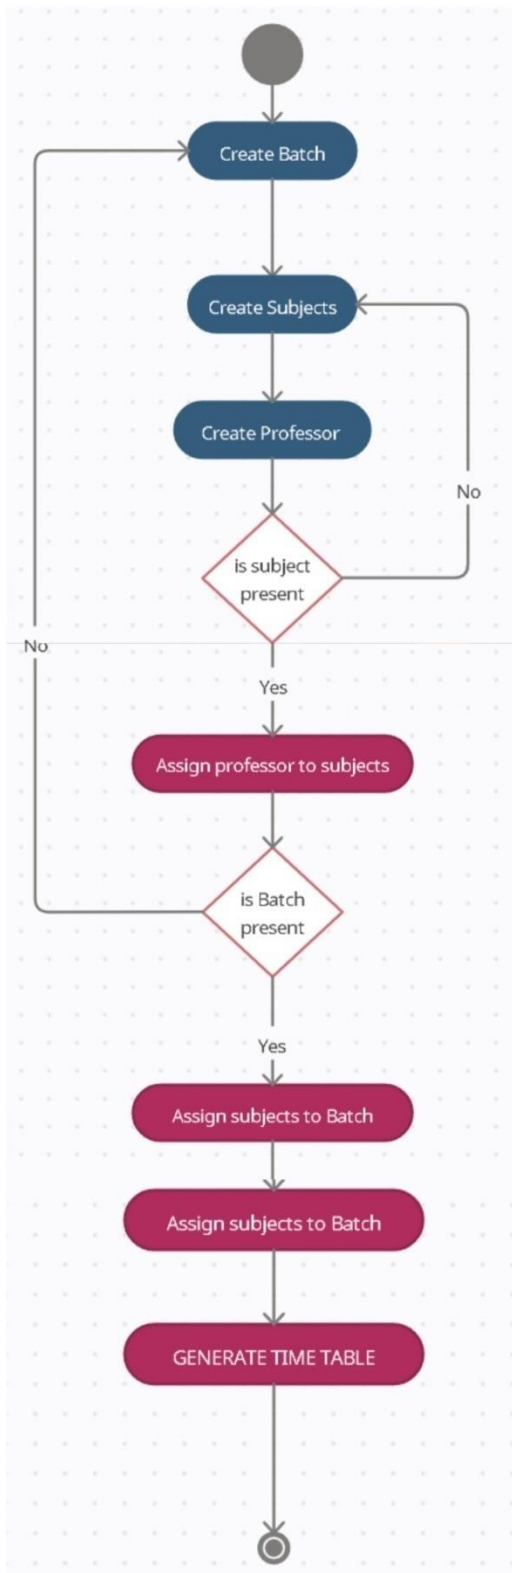 Create Batch
Create Subjects
Create Professor
No
is subject
present
No
Yes
Assign professor to subjects
is Batch
present
Yes
Assign subjects to Batch
Assign subjects to Batch
GENERATE TIME TABLE